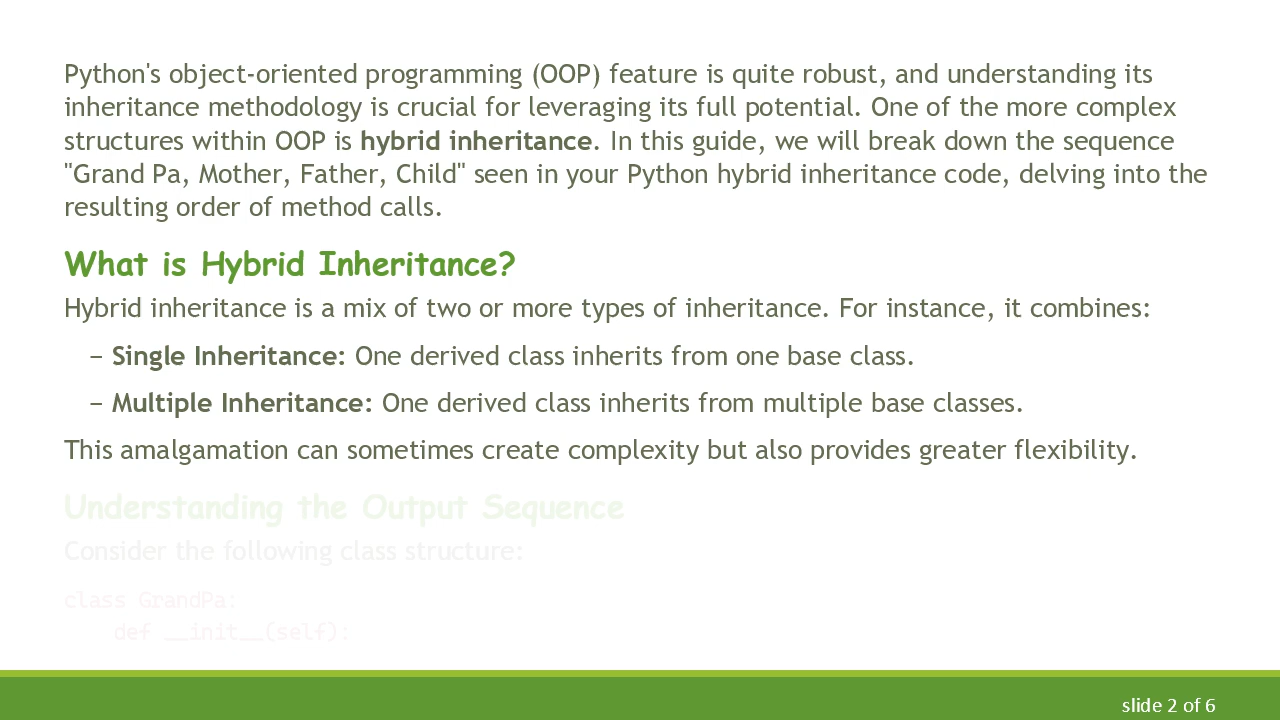 Python's object-oriented programming (OOP) feature is quite robust, and understanding its
inheritance methodology is crucial for leveraging its full potential. One of the more complex
structures within OOP is hybrid inheritance. In this guide, we will break down the sequence
"Grand Pa, Mother, Father, Child" seen in your Python hybrid inheritance code, delving into the
resulting order of method calls.
What is Hybrid Inheritance?
Hybrid inheritance is a mix of two or more types of inheritance. For instance, it combines:
– Single Inheritance: One derived class inherits from one base class.
– Multiple Inheritance: One derived class inherits from multiple base classes.
This amalgamation can sometimes create complexity but also provides greater flexibility.
Understanding the Output Sequence
Consider the following class structure:
class GrandPa:
    def __init__(self):
slide 2 of 6